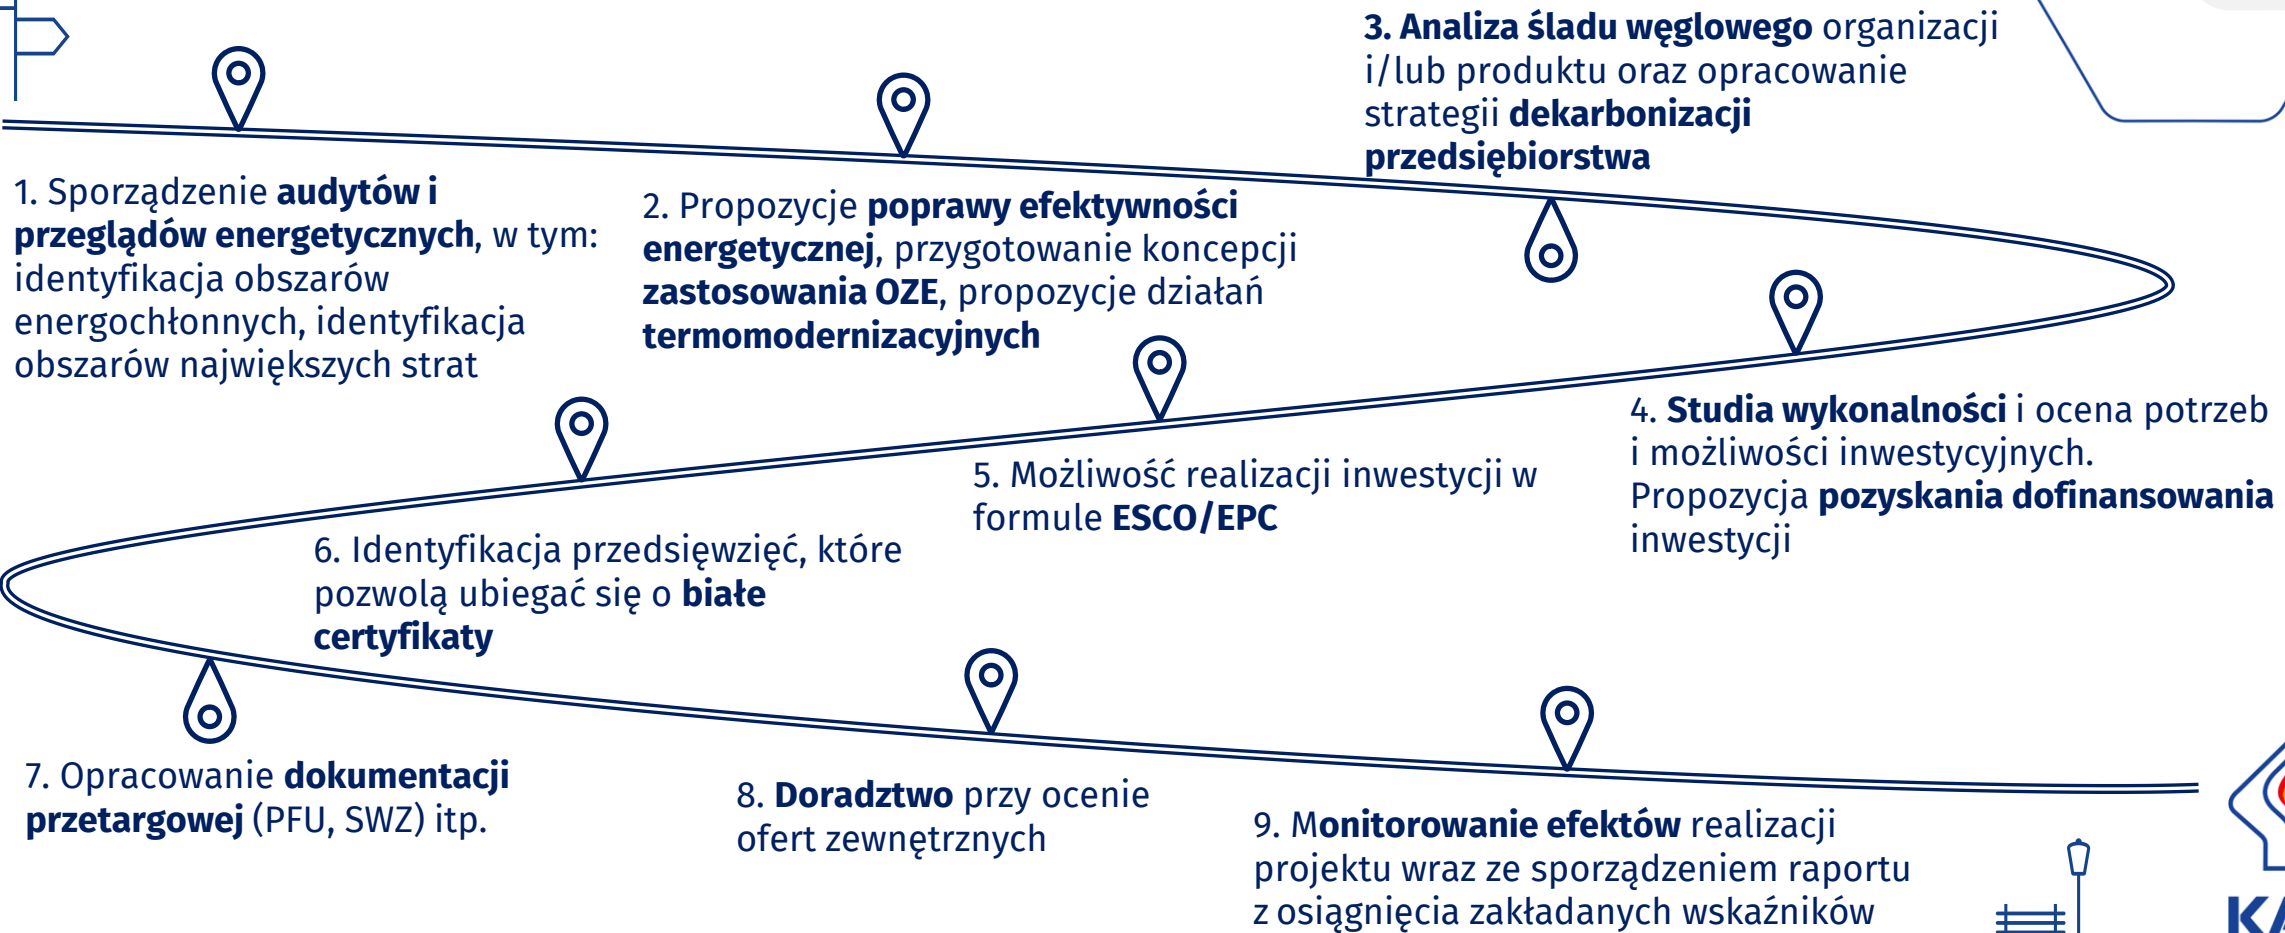 1. Sporządzenie audytów i
przeglądów energetycznych, w tym:
identyfikacja obszarów
energochłonnych, identyfikacja
obszarów największych strat
2. Propozycje poprawy efektywności
energetycznej, przygotowanie koncepcji
zastosowania OZE, propozycje działań
termomodernizacyjnych
3. Analiza śladu węglowego organizacji
i/lub produktu oraz opracowanie
strategii dekarbonizacji
przedsiębiorstwa
4. Studia wykonalności i ocena potrzeb
i możliwości inwestycyjnych.
Propozycja pozyskania dofinansowania
inwestycji
5. Możliwość realizacji inwestycji w
formule ESCO/EPC
6. Identyfikacja przedsięwzięć, które
pozwolą ubiegać się o białe
certyfikaty
7. Opracowanie dokumentacji
przetargowej (PFU, SWZ) itp.
8. Doradztwo przy ocenie
ofert zewnętrznych
9. Monitorowanie efektów realizacji
projektu wraz ze sporządzeniem raportu
z osiągnięcia zakładanych wskaźników